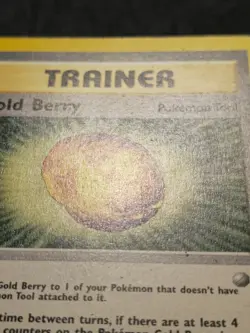 TRAINER
old Berry Pokémon Tool
Gold Berry to 1 of your Pokémon that doesn't have
on Tool attached to it.
time between turns, if there are at least 4
counters on the Pokémon Gold